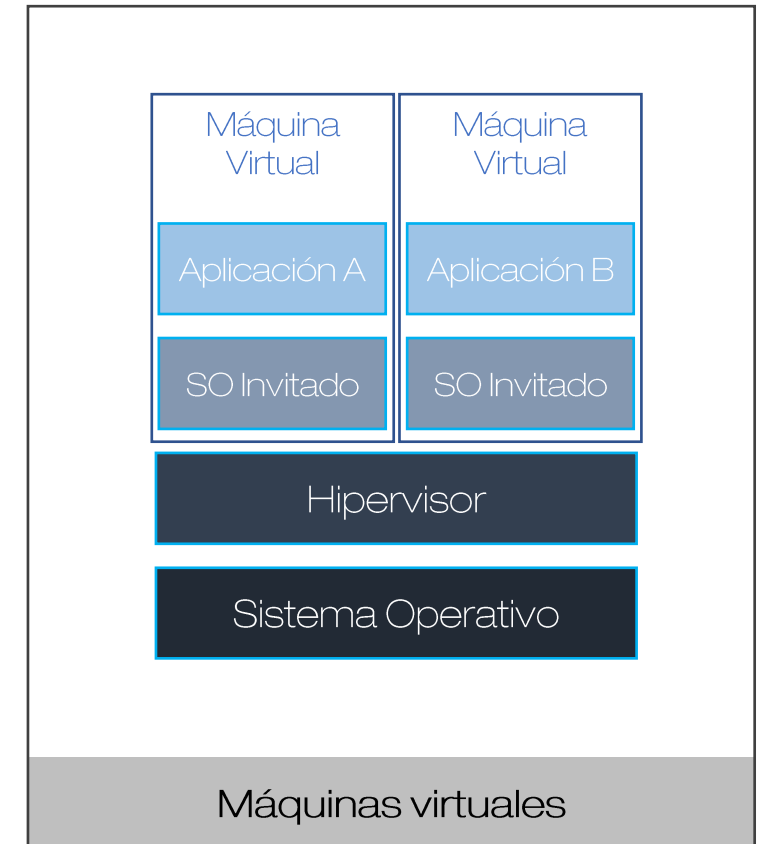 Máquina
Virtual
Máquina
Virtual
Aplicación A
Aplicación B
SO Invitado
SO Invitado
Hipervisor
Sistema Operativo
Máquinas virtuales